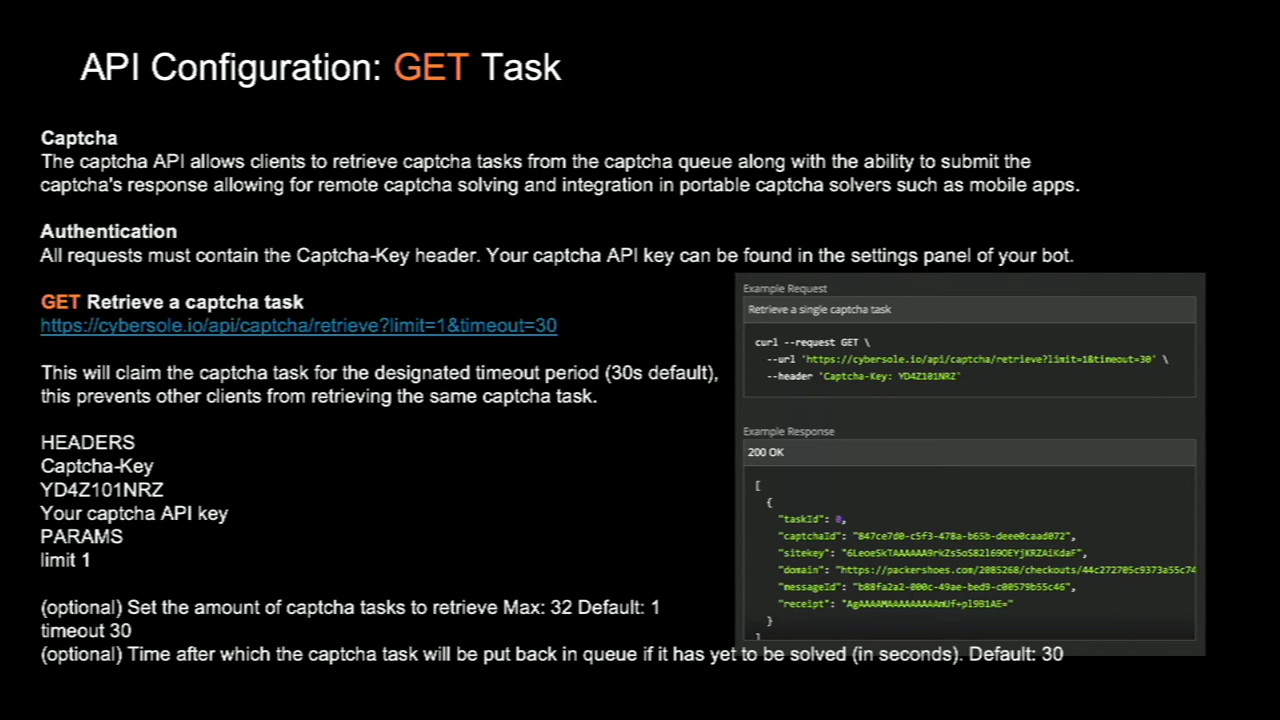 API Configuration: GET Task
Captcha
The captcha API allows clients to retrieve captcha tasks from the captcha queue along with the ability to submit the
captcha's response allowing for remote captcha solving and integration in portable captcha solvers such as mobile apps.
Authentication
All requests must contain the Captcha-Key header. Your captcha API key can be found in the settings panel of your bot.
GET Retrieve a captcha task
https://cybersole.io/api/captcha/retrieve?limit=1&timeout=30
This will claim the captcha task for the designated timeout period (30s default),
this prevents other clients from retrieving the same captcha task.
HEADERS
Captcha-Key
YD4Z101NRZ
Your captcha API key
PARAMS
limit 1
(optional) Set the amount of captcha tasks to retrieve Max: 32 Default: 1
timeout 30
(optional) Time after which the captcha task will be put back in queue if it has yet to be solved (in seconds). Default: 30
Example Request
Retrieve a single captcha task
curl --request GET \
--url 'https://cybersole.io/api/captcha/retrieve?limit=1&timeout=30' \
--header 'Captcha-Key: YD4Z101NRZ'
Example Response
200 OK
[
{
"taskId": 0,
"captchaId": "847ce7d0-c5f3-478a-b65b-deee0caad072",
"sitekey": "6LeoeSkTAAAAAA9rkZs5oS82l69OEYjKRZAiKdaF",
"domain": "https://packershoes.com/2085268/checkouts/44c272705c9373a55c74
"messageId": "b88fa2a2-000c-49ae-bed9-c00579b55c46",
"receipt": "AgAAAAMAAAAAAAAAmUf+pl9B1AE="
}
]